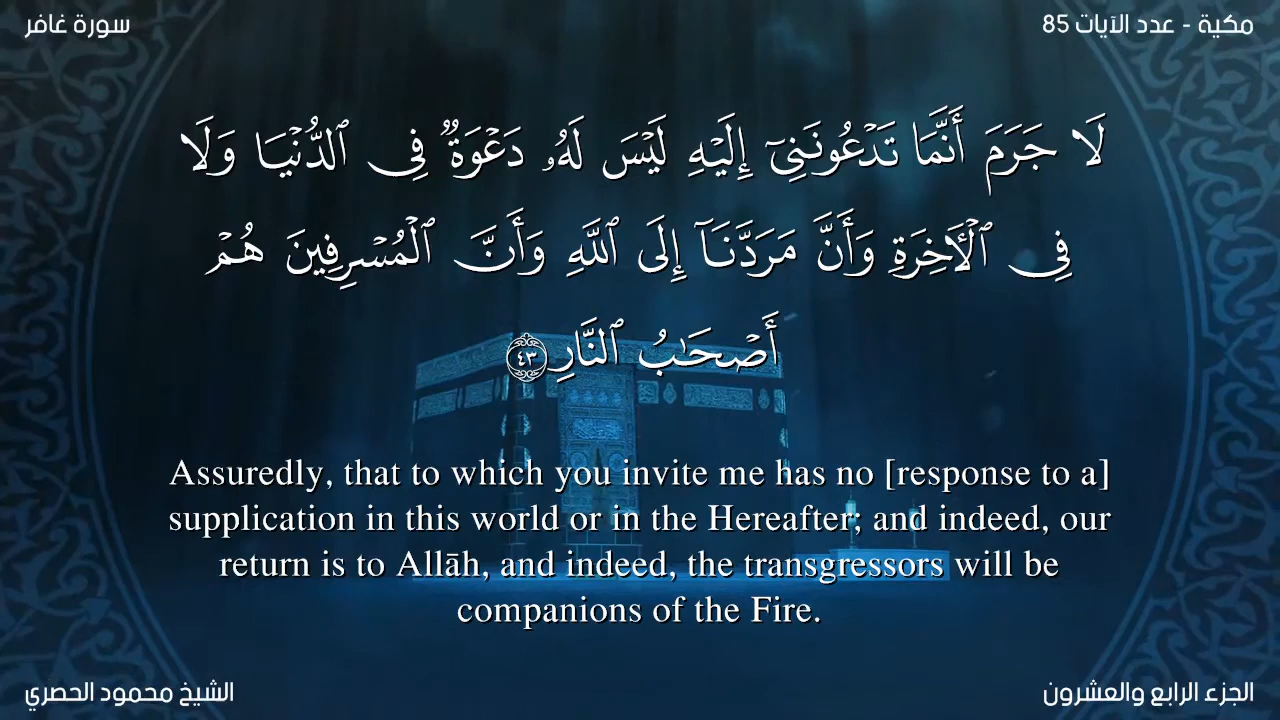 سورة غافر
مكية - عدد الآيات 85
لَا جَرَمَ أَنَّمَا تَدْعُونَنِىٓ إِلَيْهِ لَيْسَ لَهُۥ دَعْوَةٌ فِى ٱلدُّنْيَا وَلَا
فِى ٱلْـَٔاخِرَةِ وَأَنَّ مَرَدَّنَآ إِلَى ٱللَّهِ وَأَنَّ ٱلْمُسْرِفِينَ هُمْ
أَصْحَـٰبُ ٱلنَّارِ ٤٣
Assuredly, that to which you invite me has no [response to a]
supplication in this world or in the Hereafter; and indeed, our
return is to Allāh, and indeed, the transgressors will be
companions of the Fire.
الشيخ محمود الحصري
الجزء الرابع والعشرون